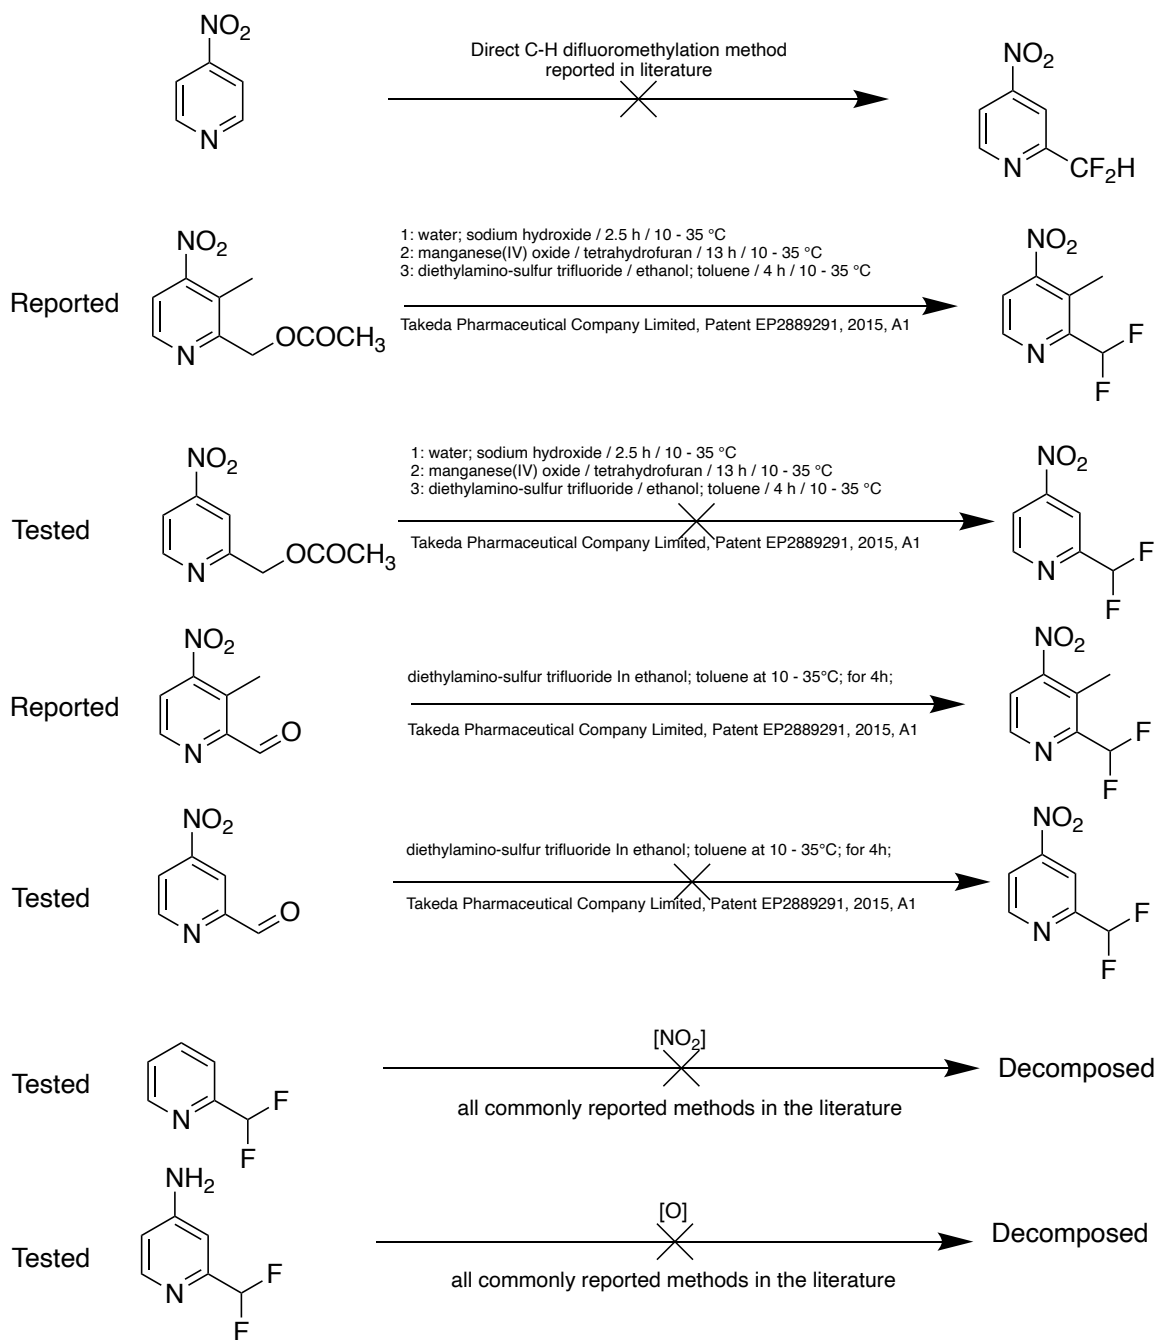 NO2
N
Direct C-H difluoromethylation method
reported in literature
NO2
N
CF2H
Reported
NO2
N
OCOCH3
1: water; sodium hydroxide / 2.5 h / 10 - 35 °C
2: manganese(IV) oxide / tetrahydrofuran / 13 h / 10 - 35 °C
3: diethylamino-sulfur trifluoride / ethanol; toluene / 4 h / 10 - 35 °C
Takeda Pharmaceutical Company Limited, Patent EP2889291, 2015, A1
NO2
N
F
F
Tested
NO2
N
OCOCH3
1: water; sodium hydroxide / 2.5 h / 10 - 35 °C
2: manganese(IV) oxide / tetrahydrofuran / 13 h / 10 - 35 °C
3: diethylamino-sulfur trifluoride / ethanol; toluene / 4 h / 10 - 35 °C
Takeda Pharmaceutical Company Limited, Patent EP2889291, 2015, A1
NO2
N
F
F
Reported
NO2
N
O
diethylamino-sulfur trifluoride In ethanol; toluene at 10 - 35°C; for 4h;
Takeda Pharmaceutical Company Limited, Patent EP2889291, 2015, A1
NO2
N
F
F
Tested
NO2
N
O
diethylamino-sulfur trifluoride In ethanol; toluene at 10 - 35°C; for 4h;
Takeda Pharmaceutical Company Limited, Patent EP2889291, 2015, A1
NO2
N
F
F
Tested
N
F
F
[NO2]
all commonly reported methods in the literature
Decomposed
Tested
NH2
N
F
F
[O]
all commonly reported methods in the literature
Decomposed